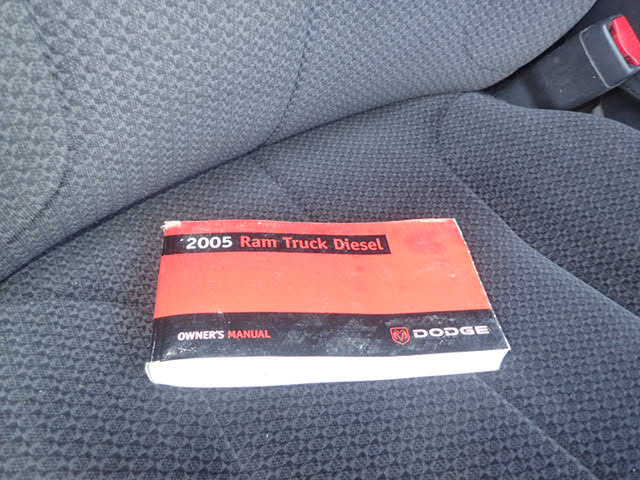 2005 Ram Truck Diesel
OWNER'S MANUAL
DODGE